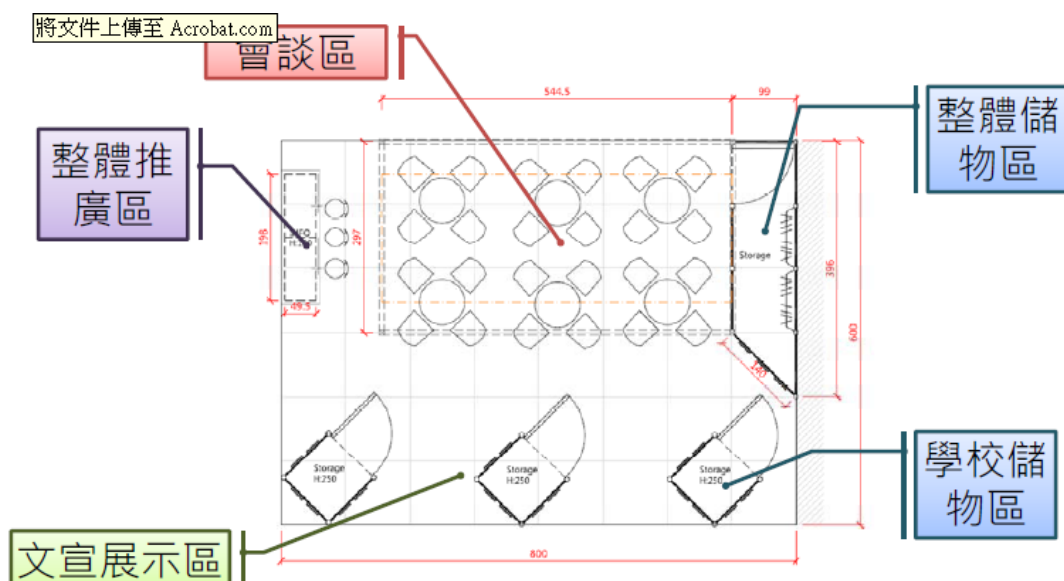 將文件上傳至 Acrobat.com
會談區
整體推
廣區
整體儲
物區
544.5
99
198
INFO
297
Storage
396
600
49.5
140
Storage
H:250
Storage
H:250
Storage
H:250
學校儲
物區
文宣展示區
800